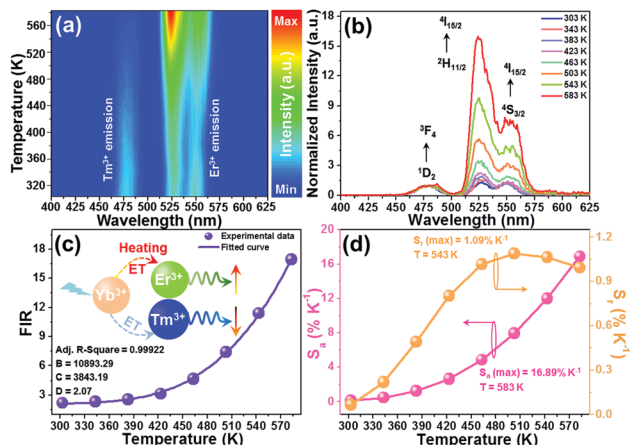 (a)
Temperature (K)
560
520
480
440
400
360
320
Tm³⁺ emission
Er³⁺ emission
400 425 450 475 500 525 550 575 600
Wavelength (nm)
Max
Intensity (a.u.)
Min
(b)
Normalized Intensity (a.u.)
18
16
14
12
10
8
6
4
2
0
⁴I₁₅/₂
²H₁₁/₂
⁴I₁₅/₂
⁴S₃/₂
³F₄
¹D₂
303 K
343 K
383 K
423 K
463 K
503 K
543 K
583 K
400 425 450 475 500 525 550 575 600 625
Wavelength (nm)
(c)
Experimental data
Fitted curve
FIR
18
15
12
9
6
3
0
Heating
ET
Yb³⁺
Er³⁺
ET
Tm³⁺
Adj. R-Square = 0.99922
B = 10893.29
C = 3843.19
D = 2.07
300 330 360 390 420 450 480 510 540 570
Temperature (K)
(d)
Sₐ (% K⁻¹)
20
16
12
8
4
0
Sᵣ (max) = 1.09% K⁻¹
T = 543 K
Sₐ (max) = 16.89% K⁻¹
T = 583 K
1.2
0.9
0.6
0.3
0.0
Sᵣ (% K⁻¹)
300 330 360 390 420 450 480 510 540 570
Temperature (K)